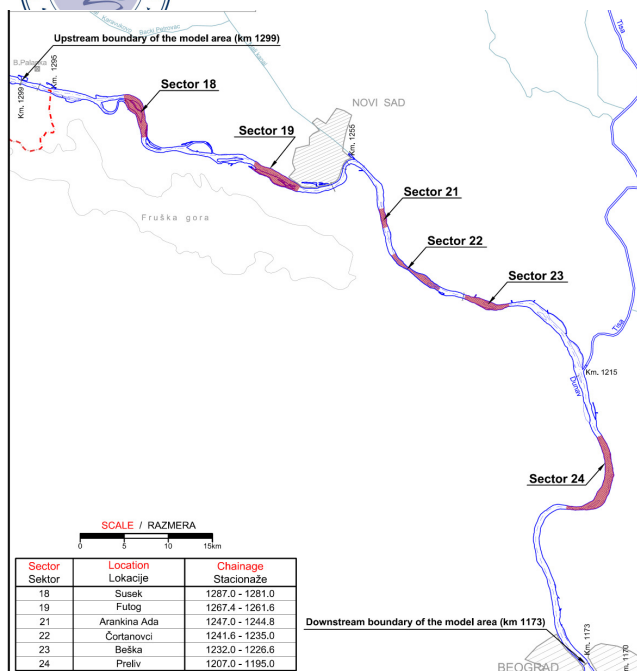 Karavukovo
Bački Petrovac
Upstream boundary of the model area (km 1299)
B.Palanka
Km. 1295
Km. 1299
Sector 18
NOVI SAD
Sector 19
Km. 1255
Tisa
Sector 21
Fruška gora
Sector 22
Sector 23
Tisa
Km. 1215
Dunav
Sector 24
SCALE / RAZMERA
0 5 10 15km
Sector Location Chainage
Sektor Lokacije Stacionaže
18 Susek 1287.0 - 1281.0
19 Futog 1267.4 - 1261.6
21 Arankina Ada 1247.0 - 1244.8
22 Čortanovci 1241.6 - 1235.0
23 Beška 1232.0 - 1226.6
24 Preliv 1207.0 - 1195.0
Downstream boundary of the model area (km 1173)
Km. 1173
BEOGRAD